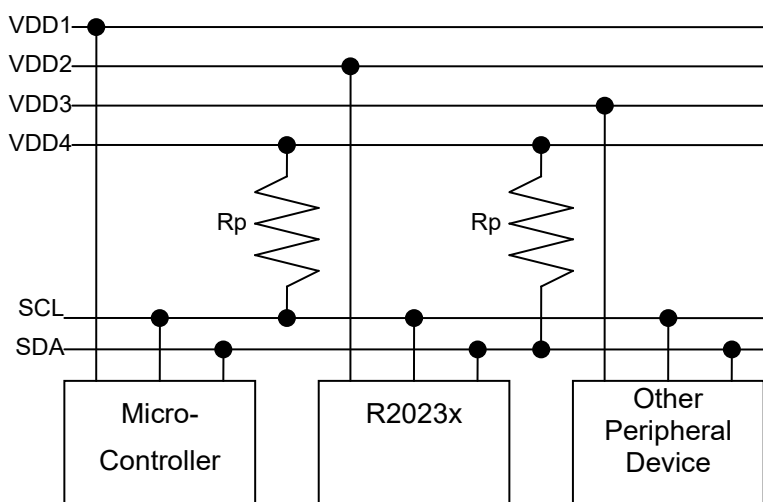 VDD1
VDD2
VDD3
VDD4
Rp
Rp
SCL
SDA
Micro-
Controller
R2023x
Other
Peripheral
Device